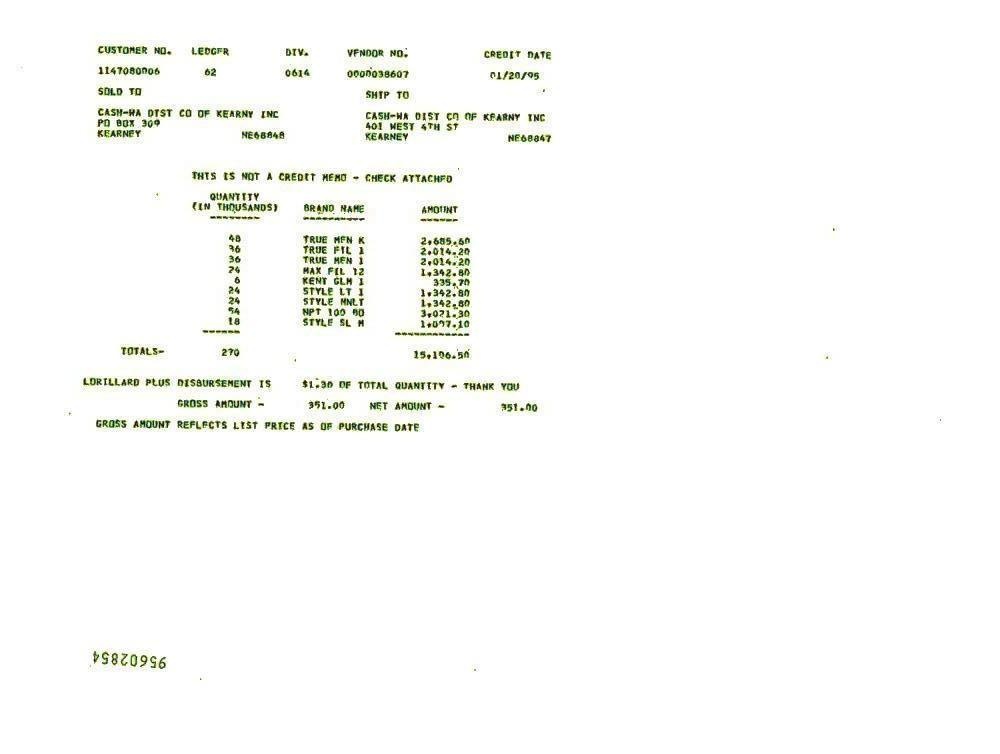 CUSTOMER NO. LEDGER DIV. VENDOR NO. CREDIT DATE
1147080006 62 0614 0000038607 01/20/95
SOLD TO SHIP TO
CASH-WA DIST CO OF KEARNY INC CASH-WA DIST CO OF KEARNY INC
PO BOX 309 401 WEST 4TH ST
KEARNEY NE68848 KEARNEY NE68847
THIS IS NOT A CREDIT MEMO - CHECK ATTACHED
QUANTITY
(IN THOUSANDS) BRAND NAME AMOUNT
48 TRUE MEN K 2,685.60
36 TRUE FIL 1 2,014.20
36 TRUE MEN 1 2,014.20
24 MAX FIL 12 1,342.80
6 KENT GLM 1 335.70
24 STYLE LT 1 1,342.80
24 STYLE MNLT 1,342.80
54 NPT 100 BO 3,021.30
18 STYLE SL M 1,007.10
TOTALS- 270 15,106.50
LORILLARD PLUS DISBURSEMENT IS $1.30 OF TOTAL QUANTITY - THANK YOU
GROSS AMOUNT - 351.00 NET AMOUNT - 351.00
GROSS AMOUNT REFLECTS LIST PRICE AS OF PURCHASE DATE
95602854